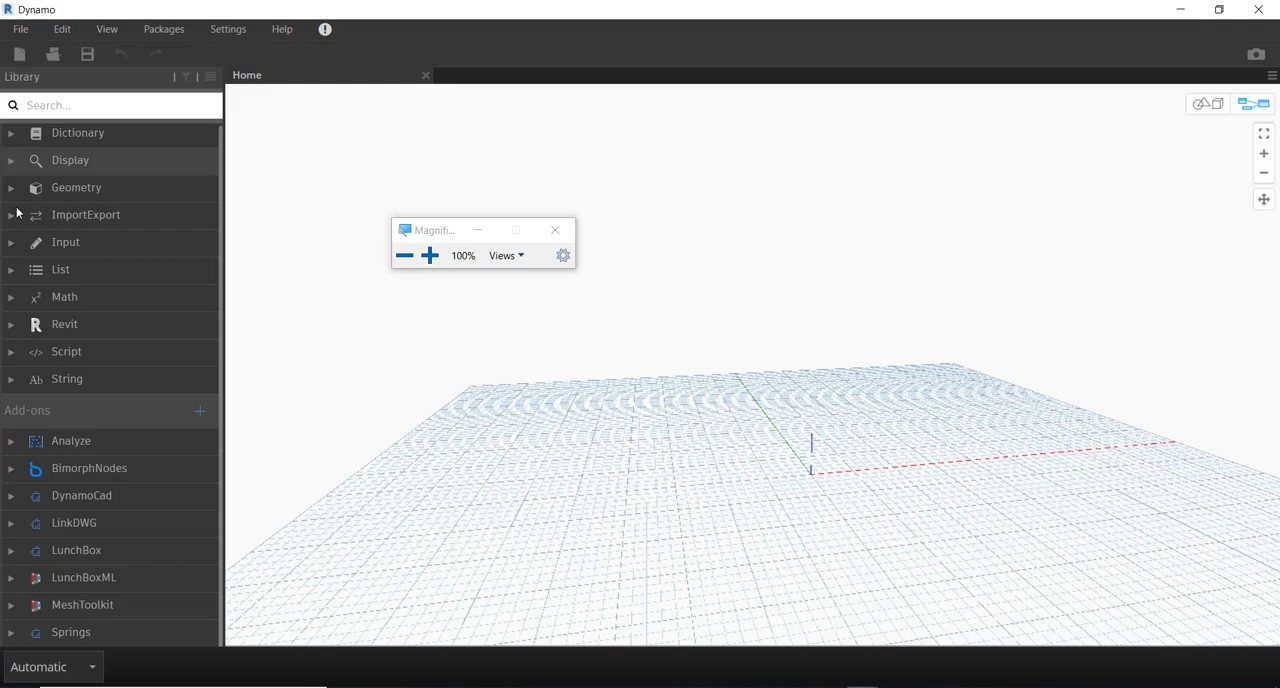 Dynamo
File Edit View Packages Settings Help
Library
Home
Search...
Dictionary
Display
Geometry
ImportExport
Input
List
Math
Revit
Script
String
Add-ons
Analyze
BimorphNodes
DynamoCad
LinkDWG
LunchBox
LunchBoxML
MeshToolkit
Springs
Automatic
Magnifi...
100% Views